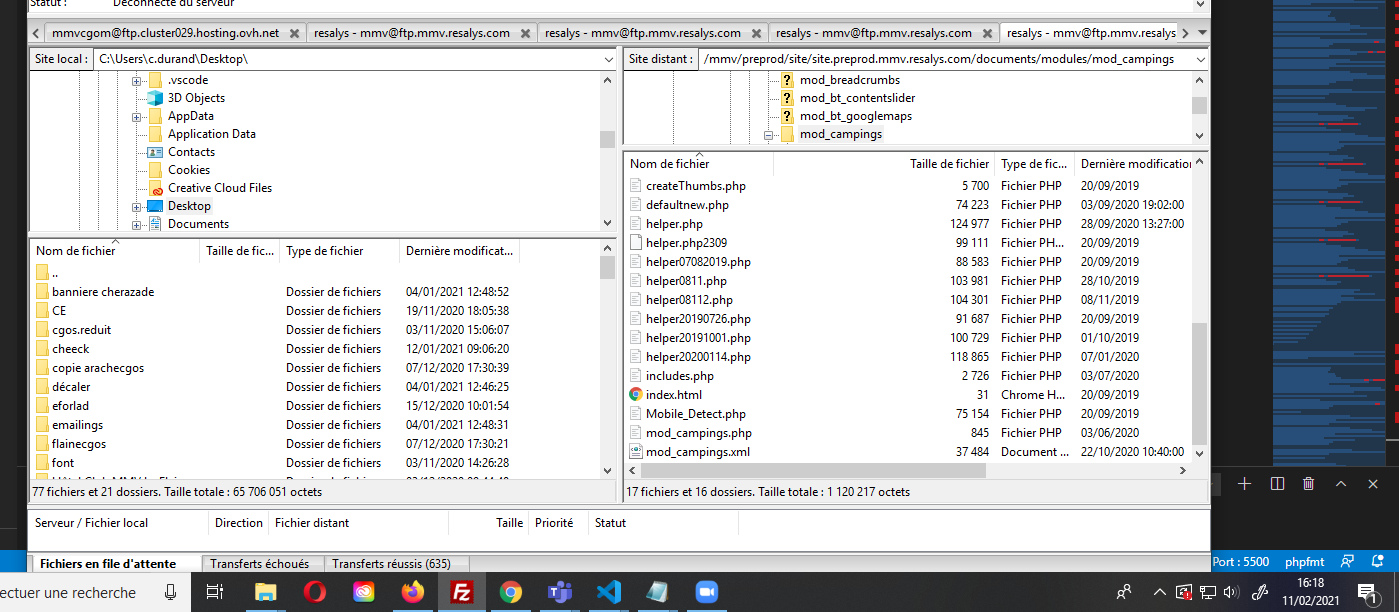 Statut : Déconnecté du serveur
mmvcgom@ftp.cluster029.hosting.ovh.net resalys - mmv@ftp.mmv.resalys.com resalys - mmv@ftp.mmv.resalys.com resalys - mmv@ftp.mmv.resalys.com resalys - mmv@ftp.mmv.resalys
Site local : C:\Users\c.durand\Desktop\
.vscode
3D Objects
AppData
Application Data
Contacts
Cookies
Creative Cloud Files
Desktop
Documents
Site distant : /mmv/preprod/site/site.preprod.mmv.resalys.com/documents/modules/mod_campings
mod_breadcrumbs
mod_bt_contentslider
mod_bt_googlemaps
mod_campings
Nom de fichier Taille de fic... Type de fichier Dernière modificat...
..
banniere cherazade Dossier de fichiers 04/01/2021 12:48:52
CE Dossier de fichiers 19/11/2020 18:05:38
cgos.reduit Dossier de fichiers 03/11/2020 15:06:07
cheeck Dossier de fichiers 12/01/2021 09:06:20
copie arachecgos Dossier de fichiers 07/12/2020 17:30:39
décaler Dossier de fichiers 04/01/2021 12:46:25
eforlad Dossier de fichiers 15/12/2020 10:01:54
emailings Dossier de fichiers 04/01/2021 12:48:31
flainecgos Dossier de fichiers 07/12/2020 17:30:21
font Dossier de fichiers 03/11/2020 14:26:28
77 fichiers et 21 dossiers. Taille totale : 65 706 051 octets
Nom de fichier Taille de fichier Type de fic... Dernière modification
createThumbs.php 5 700 Fichier PHP 20/09/2019
defaultnew.php 74 223 Fichier PHP 03/09/2020 19:02:00
helper.php 124 977 Fichier PHP 28/09/2020 13:27:00
helper.php2309 99 111 Fichier PH... 20/09/2019
helper07082019.php 88 583 Fichier PHP 20/09/2019
helper0811.php 103 981 Fichier PHP 28/10/2019
helper08112.php 104 301 Fichier PHP 08/11/2019
helper20190726.php 91 687 Fichier PHP 20/09/2019
helper20191001.php 100 729 Fichier PHP 01/10/2019
helper20200114.php 118 865 Fichier PHP 07/01/2020
includes.php 2 726 Fichier PHP 03/07/2020
index.html 31 Chrome H... 20/09/2019
Mobile_Detect.php 75 154 Fichier PHP 20/09/2019
mod_campings.php 845 Fichier PHP 03/06/2020
mod_campings.xml 37 484 Document ... 22/10/2020 10:40:00
17 fichiers et 16 dossiers. Taille totale : 1 120 217 octets
Serveur / Fichier local Direction Fichier distant Taille Priorité Statut
Fichiers en file d'attente Transferts échoués Transferts réussis (635)
Port : 5500 phpfmt
ectuer une recherche
16:18
11/02/2021
1